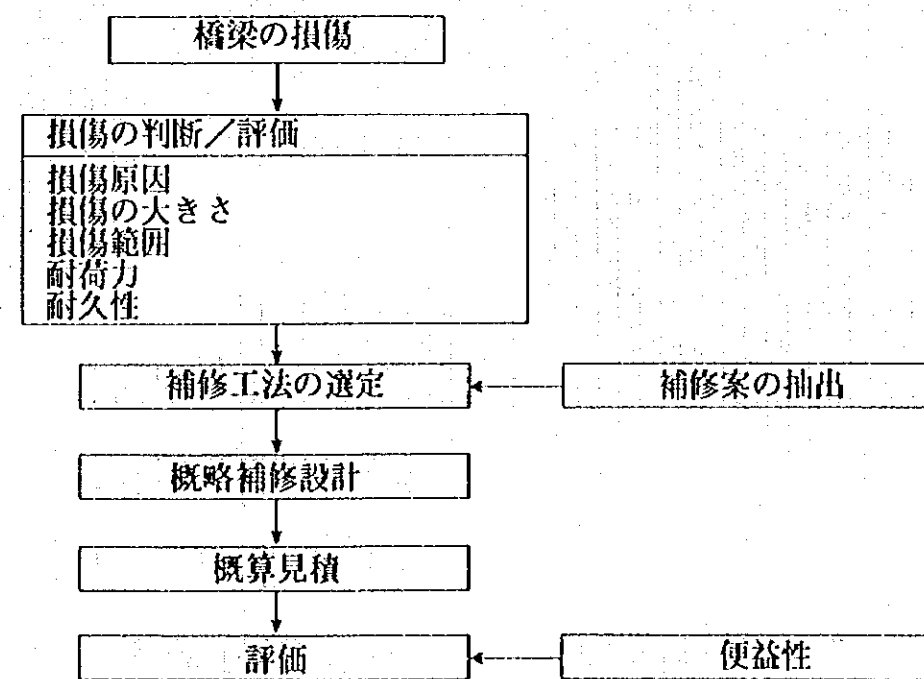 橋梁の損傷
損傷の判断／評価
損傷原因
損傷の大きさ
損傷範囲
耐荷力
耐久性
補修工法の選定
補修案の抽出
概略補修設計
概算見積
評価
便益性